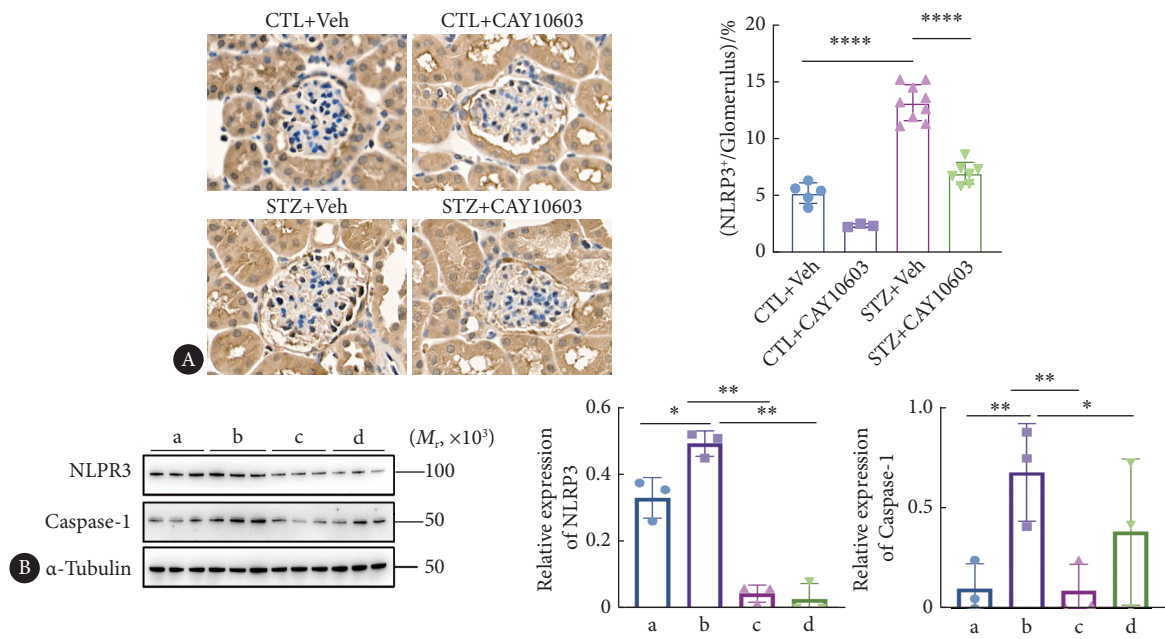 CTL+Veh CTL+CAY10603
STZ+Veh STZ+CAY10603
A
(NLRP3⁺/Glomerulus)/%
20
15
10
5
0
**** ****
CTL+Veh
CTL+CAY10603
STZ+Veh
STZ+CAY10603
a b c d (Mᵣ, ×10³)
NLPR3 100
Caspase-1 50
B α-Tubulin 50
Relative expression
of NLRP3
0.6
0.4
0.2
0
* ** **
a b c d
Relative expression
of Caspase-1
1.0
0.5
0
** ** *
a b c d